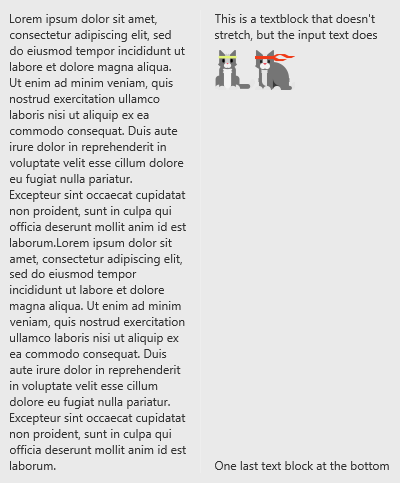 Lorem ipsum dolor sit amet,
consectetur adipiscing elit, sed
do eiusmod tempor incididunt ut
labore et dolore magna aliqua.
Ut enim ad minim veniam, quis
nostrud exercitation ullamco
laboris nisi ut aliquip ex ea
commodo consequat. Duis aute
irure dolor in reprehenderit in
voluptate velit esse cillum dolore
eu fugiat nulla pariatur.
Excepteur sint occaecat cupidatat
non proident, sunt in culpa qui
officia deserunt mollit anim id est
laborum.Lorem ipsum dolor sit
amet, consectetur adipiscing elit,
sed do eiusmod tempor
incididunt ut labore et dolore
magna aliqua. Ut enim ad minim
veniam, quis nostrud exercitation
ullamco laboris nisi ut aliquip ex
ea commodo consequat. Duis
aute irure dolor in reprehenderit
in voluptate velit esse cillum
dolore eu fugiat nulla pariatur.
Excepteur sint occaecat cupidatat
non proident, sunt in culpa qui
officia deserunt mollit anim id est
laborum.
This is a textblock that doesn't
stretch, but the input text does
One last text block at the bottom